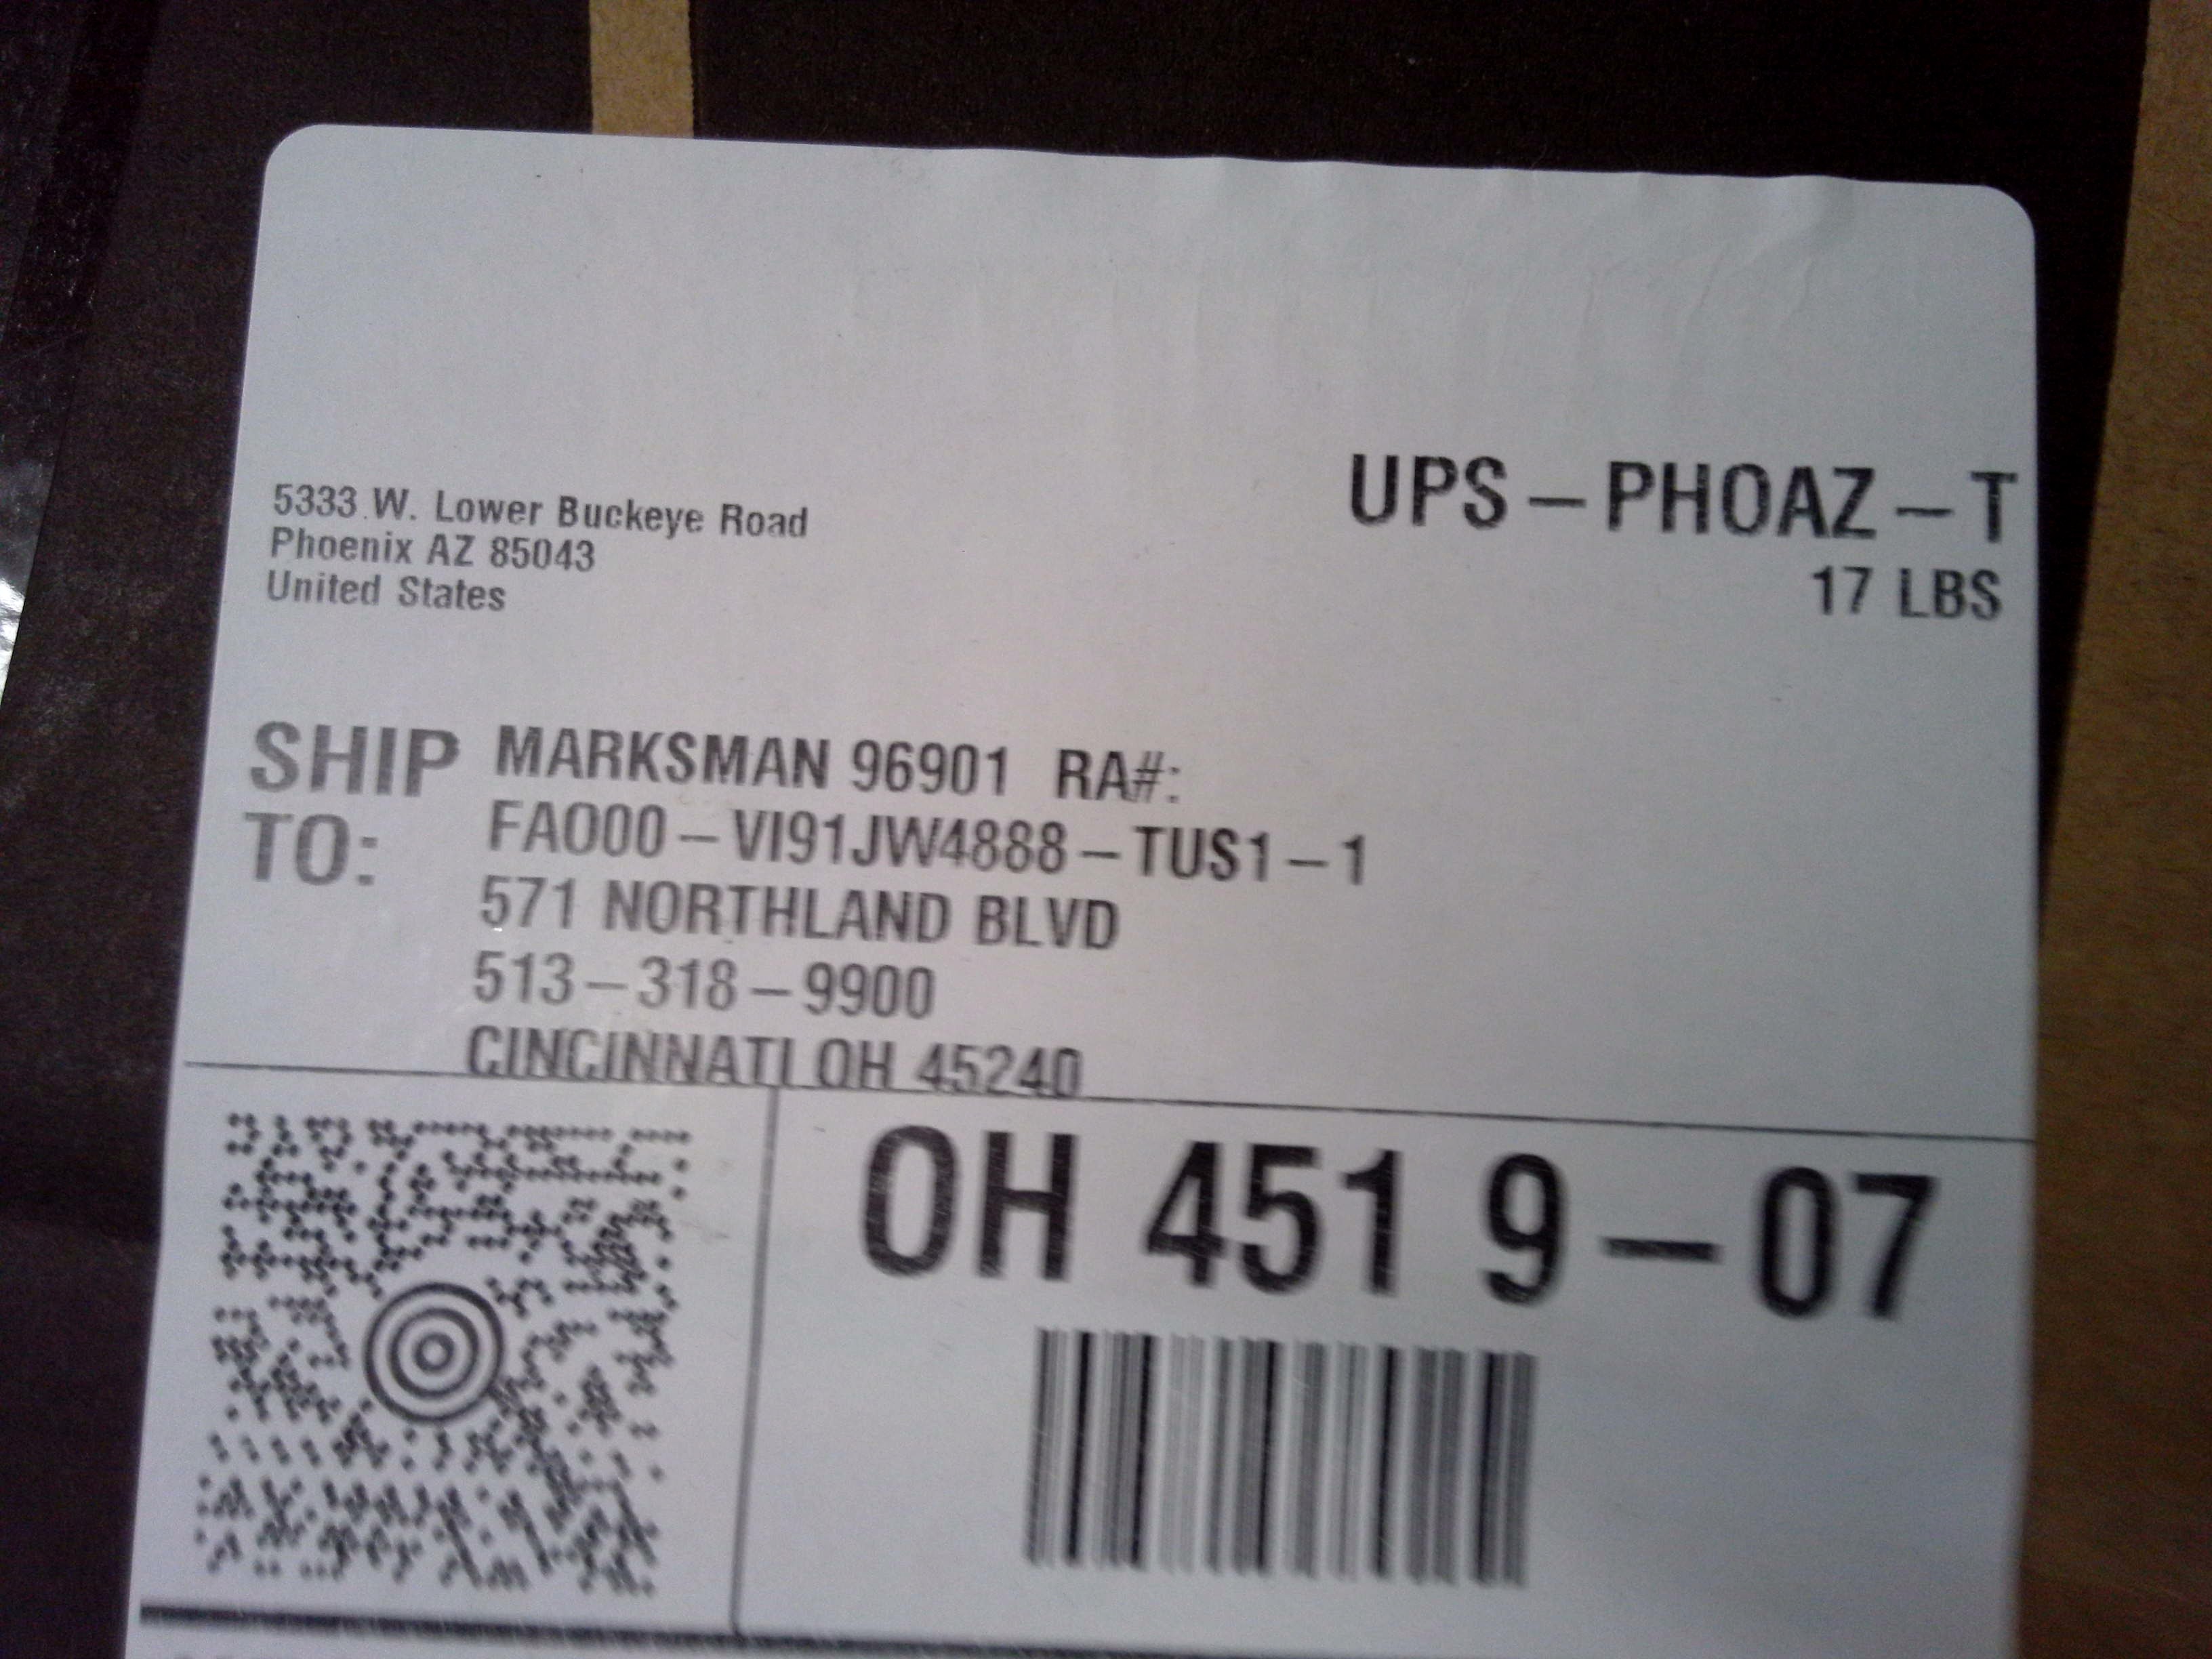 5333 W. Lower Buckeye Road
Phoenix AZ 85043
United States
UPS-PHOAZ-T
17 LBS
SHIP TO:
MARKSMAN 96901 RA#:
FAO00-VI91JW4888-TUS1-1
571 NORTHLAND BLVD
513-318-9900
CINCINNATI OH 45240
OH 451 9-07